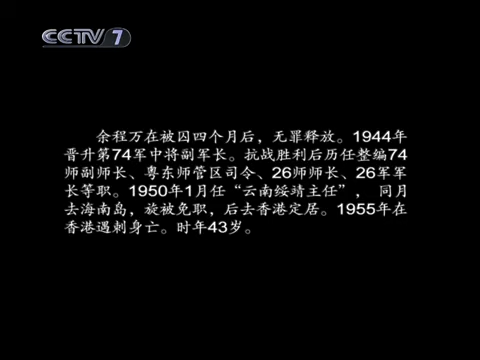 CCTV 7
余程万在被囚四个月后，无罪释放。1944年
晋升第74军中将副军长。抗战胜利后历任整编74
师副师长、粤东师管区司令、26师师长、26军军
长等职。1950年1月任“云南绥靖主任”， 同月
去海南岛，旋被免职，后去香港定居。1955年在
香港遇刺身亡。时年43岁。